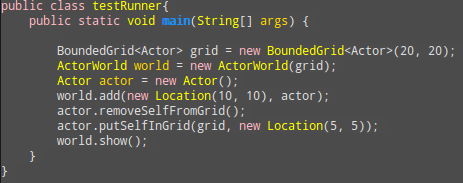 public class testRunner{
    public static void main(String[] args) {
        BoundedGrid<Actor> grid = new BoundedGrid<Actor>(20, 20);
        ActorWorld world = new ActorWorld(grid);
        Actor actor = new Actor();
        world.add(new Location(10, 10), actor);
        actor.removeSelfFromGrid();
        actor.putSelfInGrid(grid, new Location(5, 5));
        world.show();
    }
}